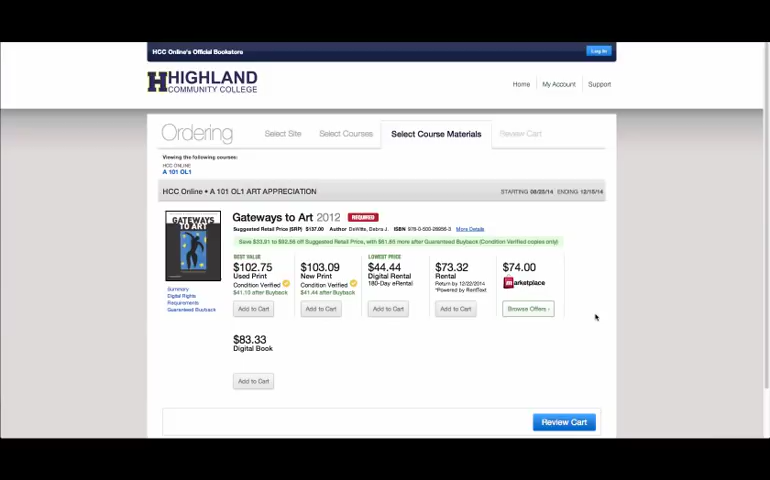 HCC Online's Official Bookstore
Log In
HIGHLAND
COMMUNITY COLLEGE
Home
My Account
Support
Ordering
Select Site
Select Courses
Select Course Materials
Review Cart
Viewing the following courses:
HCC ONLINE
A 101 OL1
HCC Online • A 101 OL1 ART APPRECIATION
STARTING 08/20/14 ENDING 12/15/14
GATEWAYS
TO ART
Gateways to Art 2012 REQUIRED
Suggested Retail Price (SRP) $137.00 Author DeWitte, Debra J. ISBN 978-0-500-28956-3 More Details
Save $33.91 to $92.56 off Suggested Retail Price, with $61.65 more after Guaranteed Buyback (Condition Verified copies only)
BEST VALUE
$102.75
Used Print
Condition Verified
$41.10 after Buyback
Add to Cart
$103.09
New Print
Condition Verified
$41.44 after Buyback
Add to Cart
LOWEST PRICE
$44.44
Digital Rental
180-Day eRental
Add to Cart
$73.32
Rental
Return by 12/22/2014
*Powered by RentText
Add to Cart
$74.00
marketplace
Browse Offers ›
Summary
Digital Rights
Requirements
Guaranteed Buyback
$83.33
Digital Book
Add to Cart
Review Cart